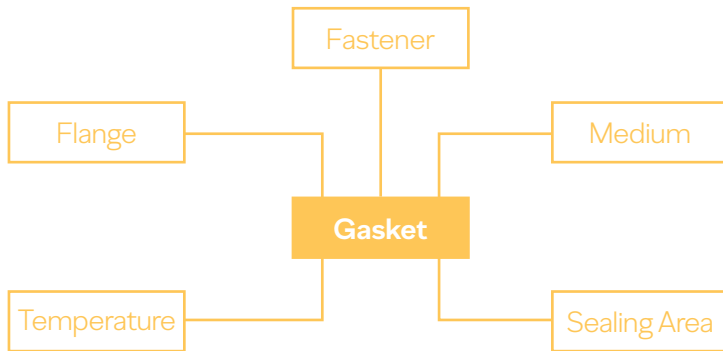 Fastener
Flange
Medium
Gasket
Temperature
Sealing Area